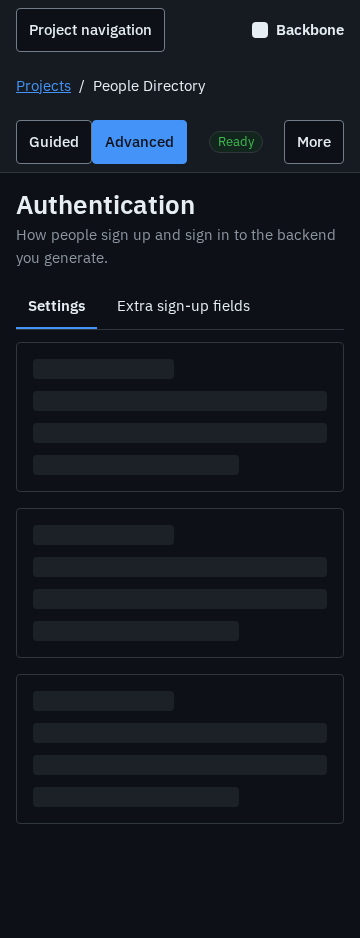 Project navigation
Backbone
Projects / People Directory
Guided
Advanced
Ready
More
Authentication
How people sign up and sign in to the backend
you generate.
Settings
Extra sign-up fields